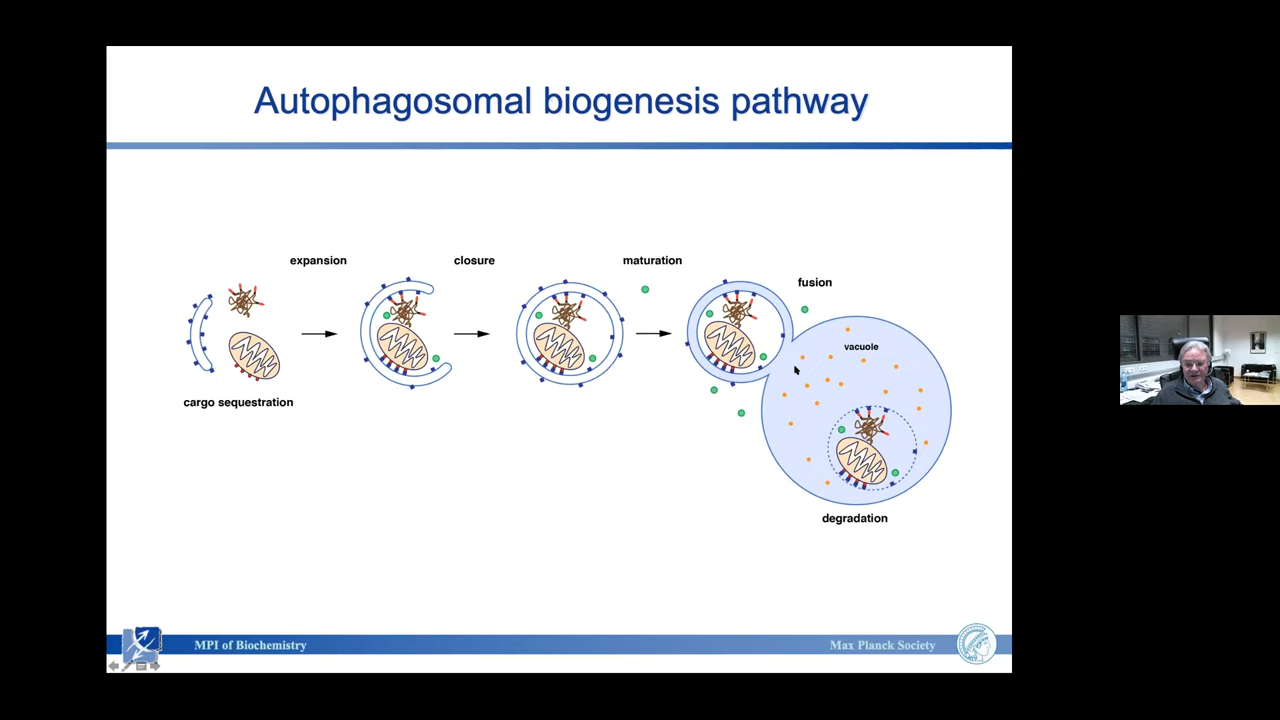 Autophagosomal biogenesis pathway
expansion
closure
maturation
fusion
vacuole
cargo sequestration
degradation
MPI of Biochemistry
Max Planck Society